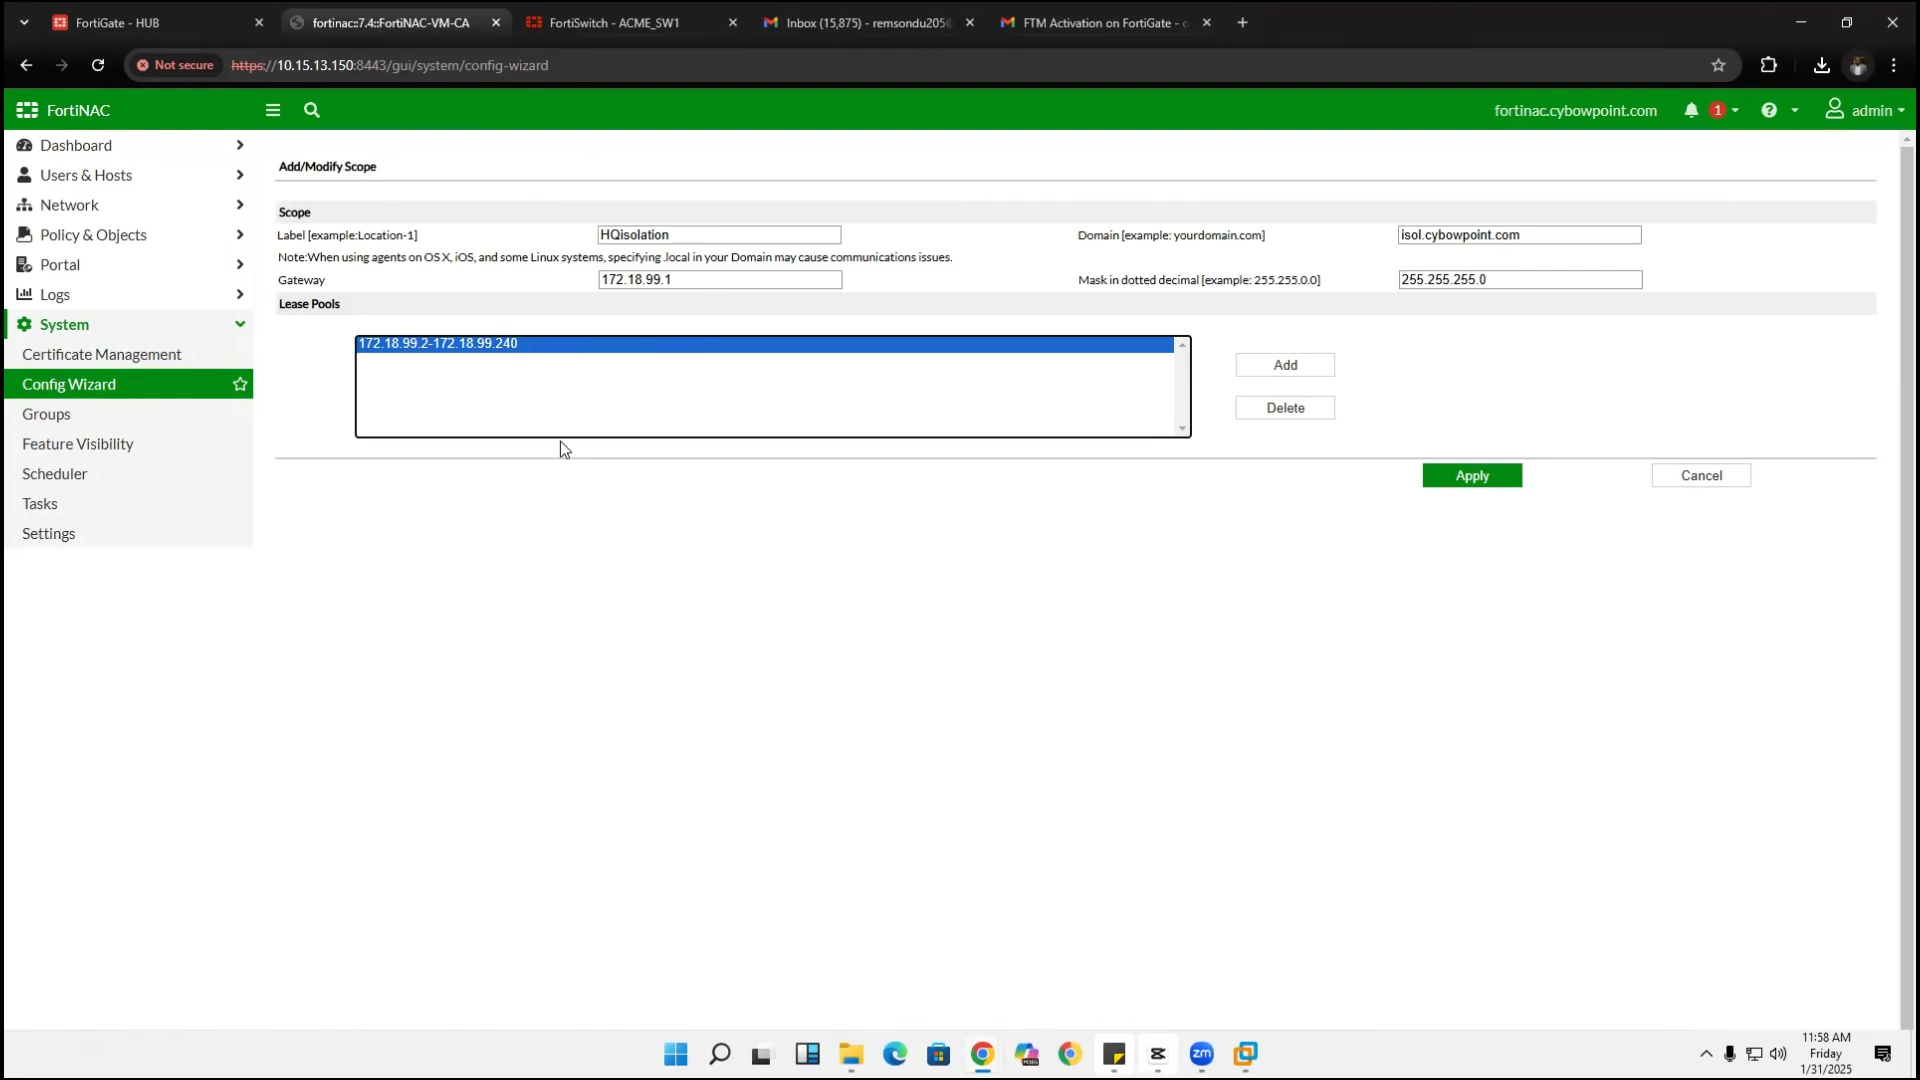 FortiGate - HUB
fortinac::7.4::FortiNAC-VM-CA
FortiSwitch - ACME_SW1
Inbox (15,875) - remsondu205
FTM Activation on FortiGate -
Not secure
https://10.15.13.150:8443/gui/system/config-wizard
FortiNAC
fortinac.cybowpoint.com
1
admin
Dashboard
Users & Hosts
Network
Policy & Objects
Portal
Logs
System
Certificate Management
Config Wizard
Groups
Feature Visibility
Scheduler
Tasks
Settings
Add/Modify Scope
Scope
Label [example:Location-1] HQisolation Domain [example: yourdomain.com] isol.cybowpoint.com
Note:When using agents on OS X, iOS, and some Linux systems, specifying .local in your Domain may cause communications issues.
Gateway 172.18.99.1 Mask in dotted decimal [example: 255.255.0.0] 255.255.255.0
Lease Pools
172.18.99.2-172.18.99.240
Add
Delete
Apply
Cancel
zm
11:58 AM
Friday
1/31/2025